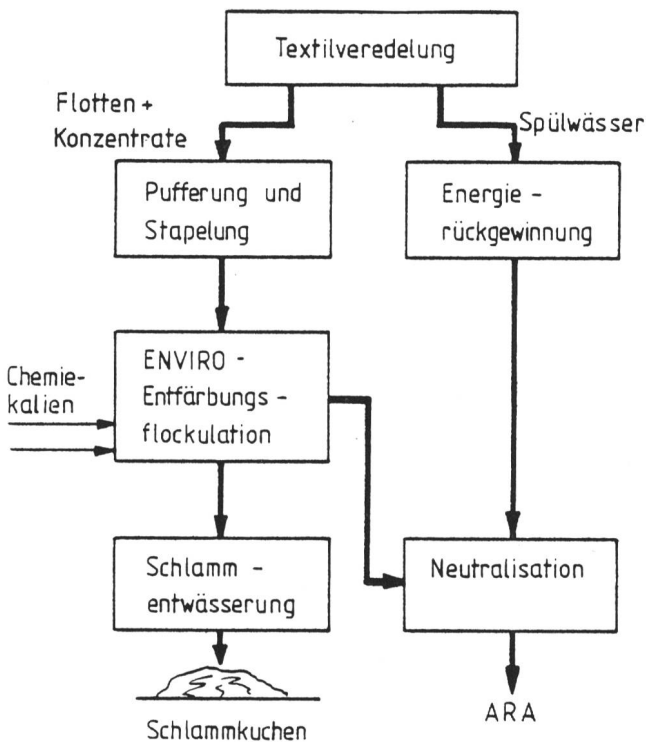 Textilveredelung
Flotten +
Konzentrate
Spülwässer
Pufferung und
Stapelung
Energie -
rückgewinnung
Chemie-
kalien
ENVIRO -
Entfärbungs -
flockulation
Schlamm -
entwässerung
Neutralisation
Schlammkuchen
ARA